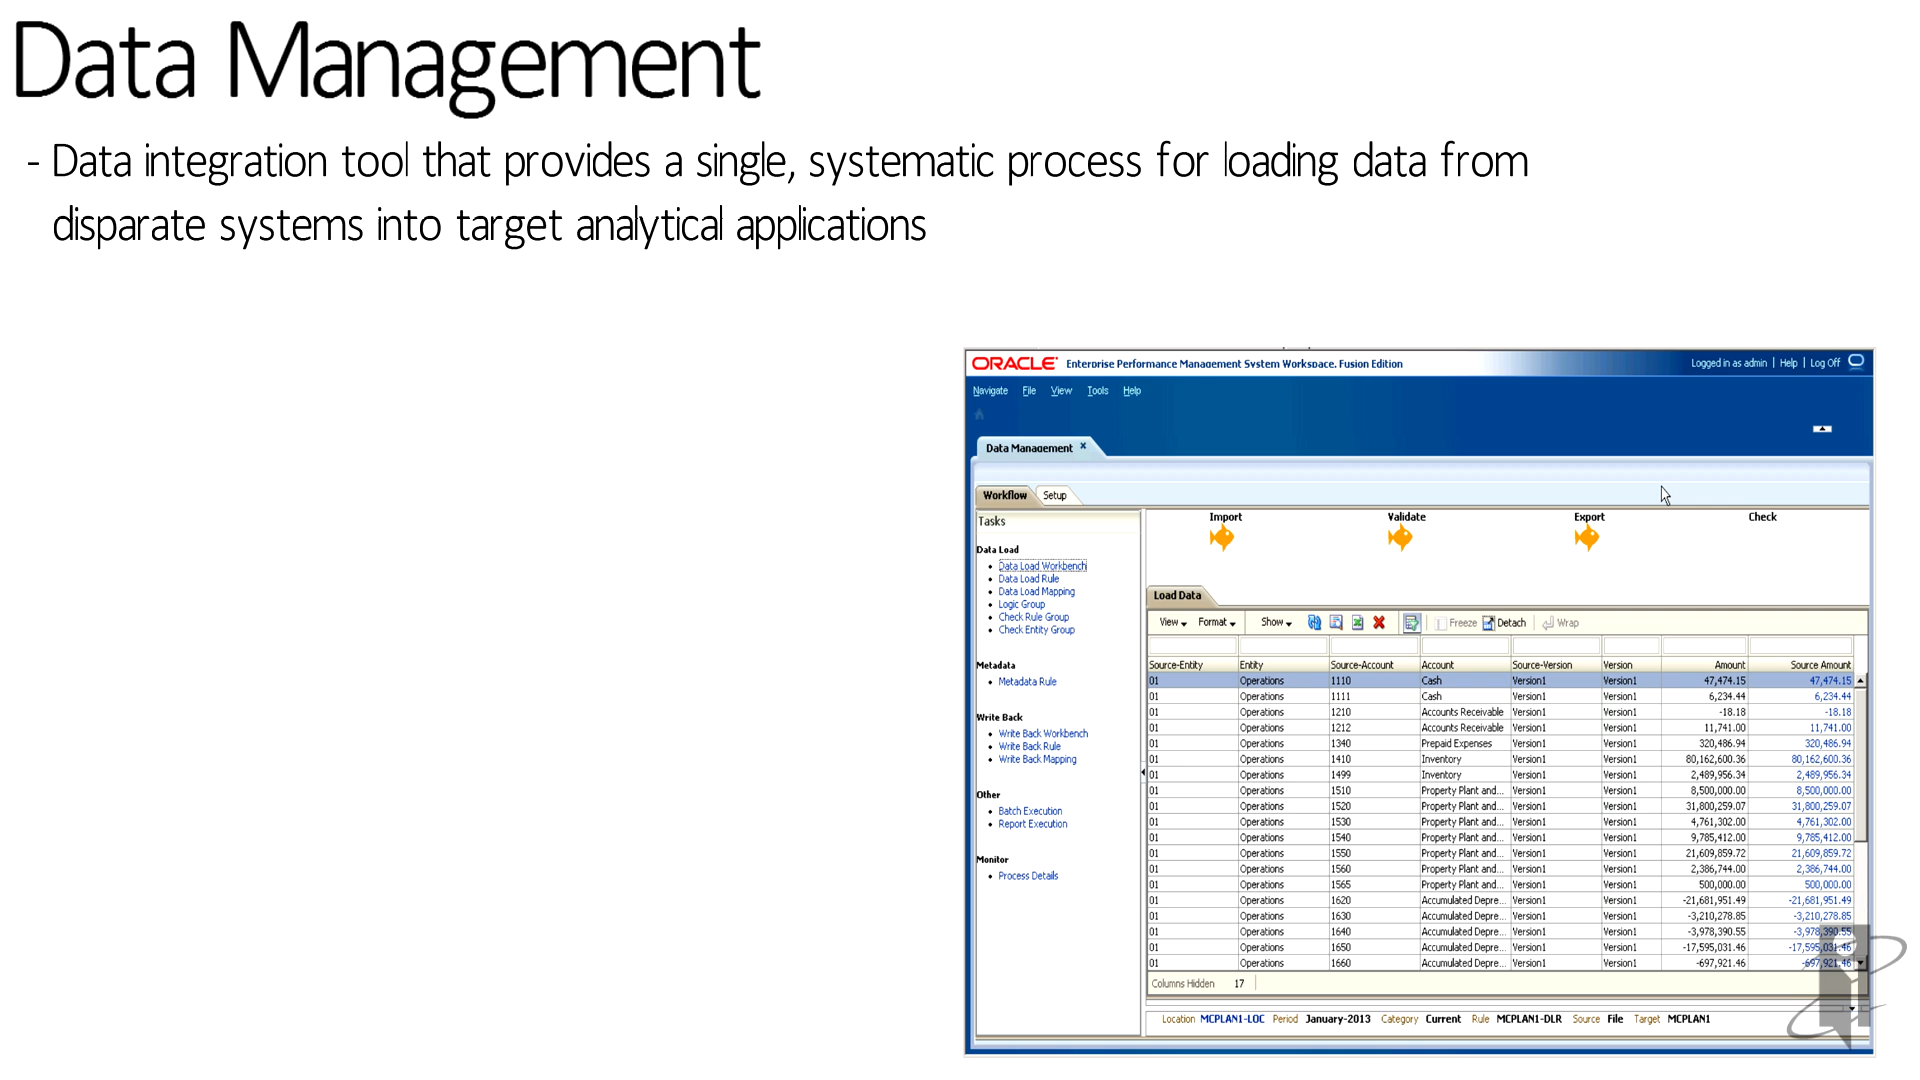 Data Management
- Data integration tool that provides a single, systematic process for loading data from
disparate systems into target analytical applications
ORACLE Enterprise Performance Management System Workspace, Fusion Edition
Logged in as admin | Help | Log Off
Navigate File View Tools Help
Data Management
Workflow Setup
Tasks
Data Load
Data Load Workbench
Data Load Rule
Data Load Mapping
Logic Group
Check Rule Group
Check Entity Group
Metadata
Metadata Rule
Write Back
Write Back Workbench
Write Back Rule
Write Back Mapping
Other
Batch Execution
Report Execution
Monitor
Process Details
Import Validate Export Check
Load Data
View Format Show Freeze Detach Wrap
Source-Entity Entity Source-Account Account Source-Version Version Amount Source Amount
01 Operations 1110 Cash Version1 Version1 47,474.15 47,474.15
01 Operations 1111 Cash Version1 Version1 6,234.44 6,234.44
01 Operations 1210 Accounts Receivable Version1 Version1 -18.18 -18.18
01 Operations 1212 Accounts Receivable Version1 Version1 11,741.00 11,741.00
01 Operations 1340 Prepaid Expenses Version1 Version1 320,486.94 320,486.94
01 Operations 1410 Inventory Version1 Version1 80,162,600.36 80,162,600.36
01 Operations 1499 Inventory Version1 Version1 2,489,956.34 2,489,956.34
01 Operations 1510 Property Plant and... Version1 Version1 8,500,000.00 8,500,000.00
01 Operations 1520 Property Plant and... Version1 Version1 31,800,259.07 31,800,259.07
01 Operations 1530 Property Plant and... Version1 Version1 4,761,302.00 4,761,302.00
01 Operations 1540 Property Plant and... Version1 Version1 9,785,412.00 9,785,412.00
01 Operations 1550 Property Plant and... Version1 Version1 21,609,859.72 21,609,859.72
01 Operations 1560 Property Plant and... Version1 Version1 2,386,744.00 2,386,744.00
01 Operations 1565 Property Plant and... Version1 Version1 500,000.00 500,000.00
01 Operations 1620 Accumulated Depre... Version1 Version1 -21,681,951.49 -21,681,951.49
01 Operations 1630 Accumulated Depre... Version1 Version1 -3,210,278.85 -3,210,278.85
01 Operations 1640 Accumulated Depre... Version1 Version1 -3,978,390.55 -3,978,390.55
01 Operations 1650 Accumulated Depre... Version1 Version1 -17,595,031.46 -17,595,031.46
01 Operations 1660 Accumulated Depre... Version1 Version1 -697,921.46 -697,921.46
Columns Hidden 17
Location MCPLAN1-LOC Period January-2013 Category Current Rule MCPLAN1-DLR Source File Target MCPLAN1